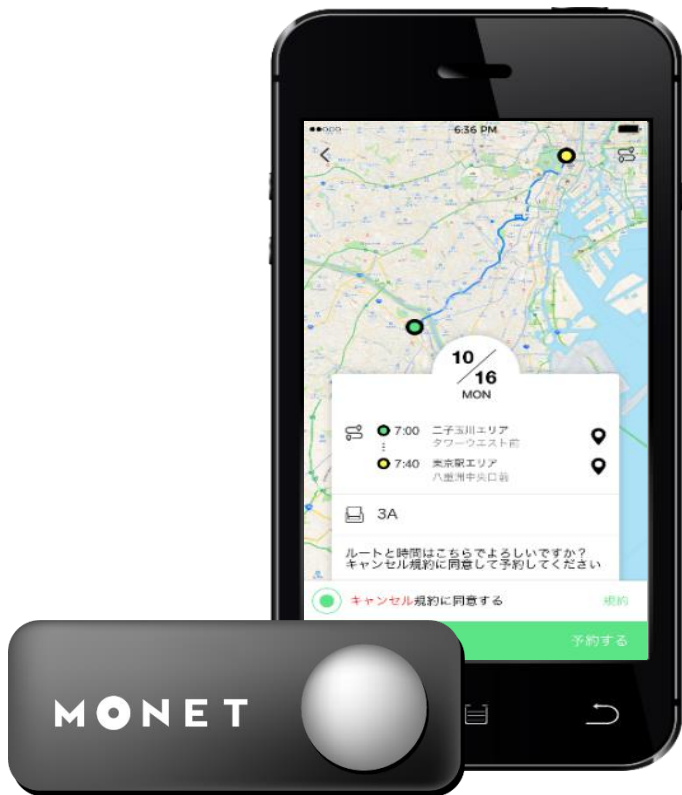 6:36 PM
10
16
MON
7:00 二子玉川エリア
タワーウエスト前
7:40 東京駅エリア
八重洲中央口前
3A
ルートと時間はこちらでよろしいですか?
キャンセル規約に同意して予約してください
キャンセル規約に同意する 規約
予約する
MONET